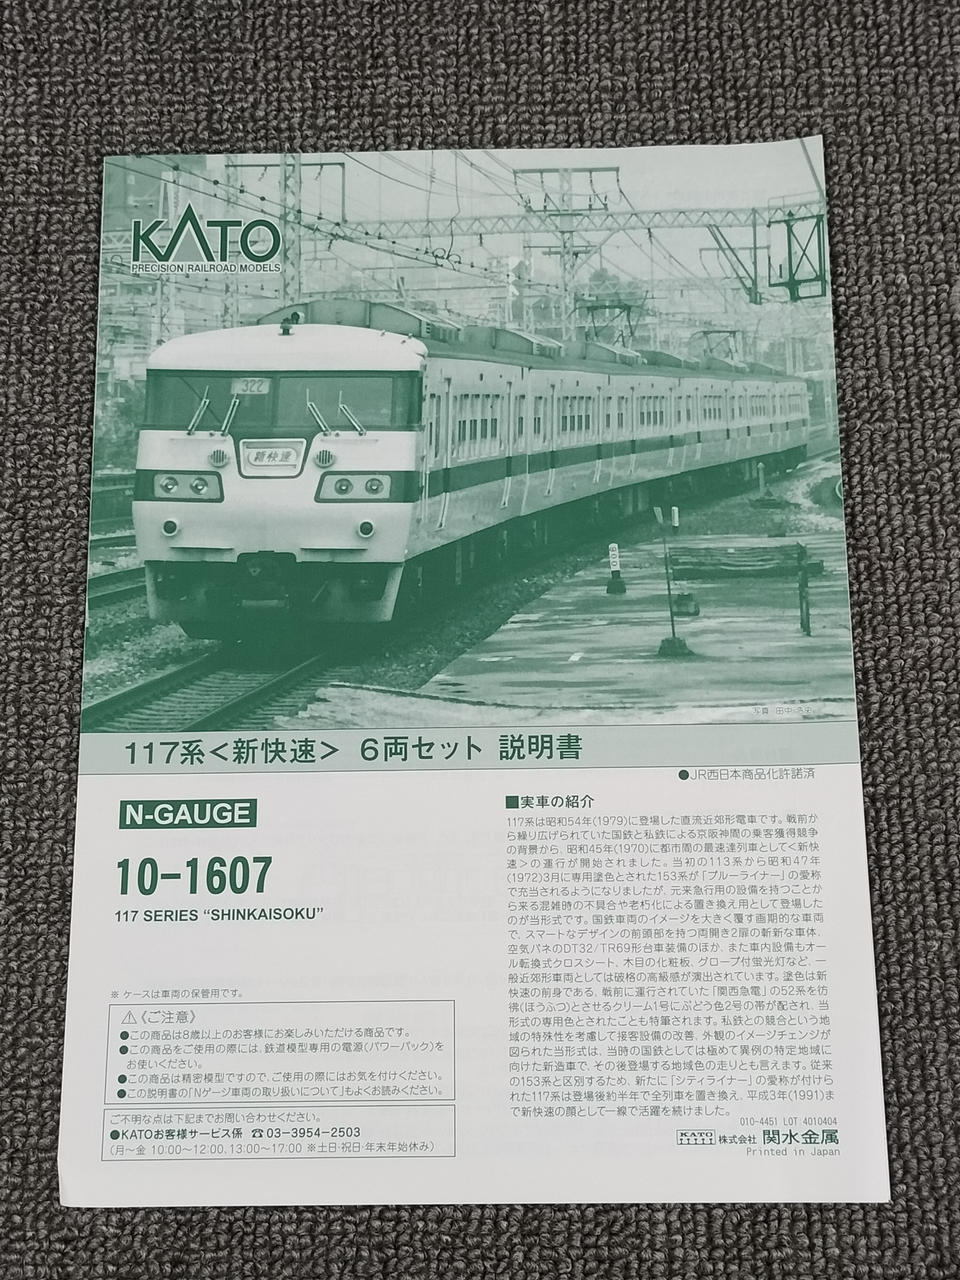 KATO
PRECISION RAILROAD MODELS
322
新快速
900
117系<新快速> 6両セット 説明書
●JR西日本商品化許諾済
N-GAUGE
10-1607
117 SERIES “SHINKAISOKU”
※ ケースは車両の保管用です。
⚠《ご注意》
●この商品は8歳以上のお客様にお楽しみいただける商品です。
●この商品をご使用の際には、鉄道模型専用の電源(パワーパック)を
お使いください。
●この商品は精密模型ですので、ご使用の際にはお気を付けください。
●この説明書の「Nゲージ車両の取り扱いについて」もよくお読みください。
ご不明な点は下記までお問い合わせください。
●KATOお客様サービス係 ☎03-3954-2503
(月〜金 10:00〜12:00、13:00〜17:00 ※土日・祝日・年末年始休み)
■実車の紹介
117系は昭和54年(1979)に登場した直流近郊形電車です。戦前か
ら繰り広げられていた国鉄と私鉄による京阪神間の乗客獲得競争
の背景から、昭和45年(1970)に都市間の最速達列車として<新快
速>の運行が開始されました。当初の113系から昭和47年
(1972)3月に専用塗色とされた153系が「ブルーライナー」の愛称
で充当されるようになりましたが、元来急行用の設備を持つことか
ら来る混雑時の不具合や老朽化による置き換え用として登場した
のが当形式です。国鉄車両のイメージを大きく覆す画期的な車両
で、スマートなデザインの前頭部を持つ両開き2扉の斬新な車体、
空気バネのDT32/TR69形台車装備のほか、また車内設備もオー
ル転換式クロスシート、木目の化粧板、グローブ付蛍光灯など、一
般近郊形車両としては破格の高級感が演出されています。塗色は新
快速の前身である、戦前に運行されていた「関西急電」の52系を彷
彿(ほうふつ)とさせるクリーム1号にぶどう色2号の帯が配され、当
形式の専用色とされたことも特筆されます。私鉄との競合という地
域の特殊性を考慮して接客設備の改善、外観のイメージチェンジが
図られた当形式は、当時の国鉄としては極めて異例の特定地域に
向けた新造車で、その後登場する地域色の走りとも言えます。従来
の153系と区別するため、新たに「シティライナー」の愛称が付けら
れた117系は登場後約半年で全列車を置き換え、平成3年(1991)ま
で新快速の顔として一線で活躍を続けました。
010-4451 LOT 4010404
KATO 株式会社 関水金属
Printed in Japan